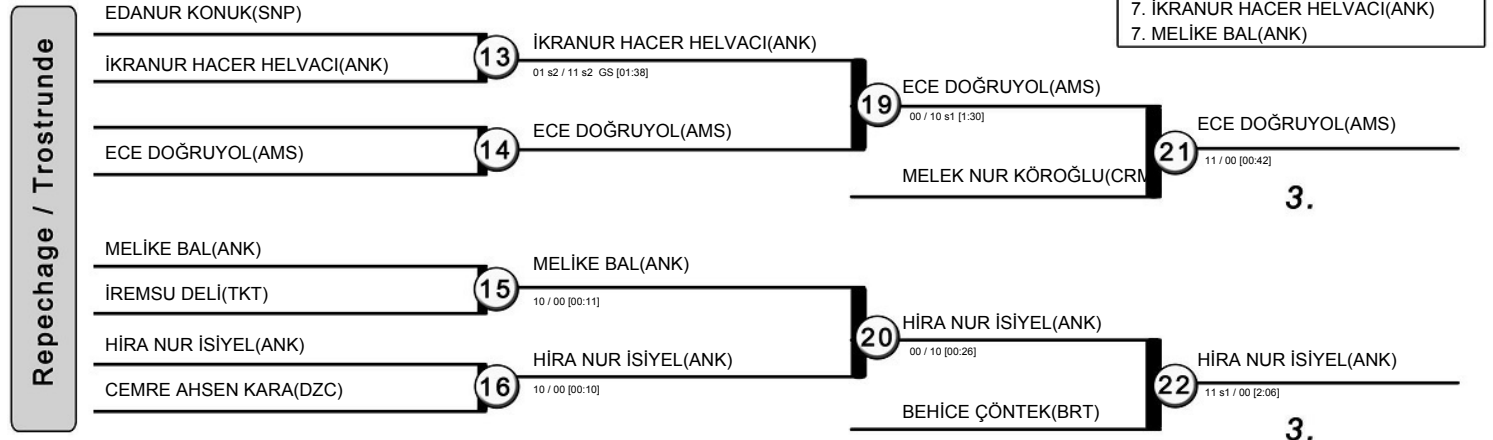 7. İKRANUR HACER HELVACI(ANK)
7. MELİKE BAL(ANK)
Repechage / Trostrunde
EDANUR KONUK(SNP)
İKRANUR HACER HELVACI(ANK)
13
İKRANUR HACER HELVACI(ANK)
01 s2 / 11 s2 GS [01:38]
ECE DOĞRUYOL(AMS)
14
ECE DOĞRUYOL(AMS)
19
ECE DOĞRUYOL(AMS)
00 / 10 s1 [1:30]
MELEK NUR KÖROĞLU(CRM
21
ECE DOĞRUYOL(AMS)
11 / 00 [00:42]
3.
MELİKE BAL(ANK)
İREMSU DELİ(TKT)
15
MELİKE BAL(ANK)
10 / 00 [00:11]
HİRA NUR İSİYEL(ANK)
CEMRE AHSEN KARA(DZC)
16
HİRA NUR İSİYEL(ANK)
10 / 00 [00:10]
20
HİRA NUR İSİYEL(ANK)
00 / 10 [00:26]
BEHİCE ÇÖNTEK(BRT)
22
HİRA NUR İSİYEL(ANK)
11 s1 / 00 [2:06]
3.